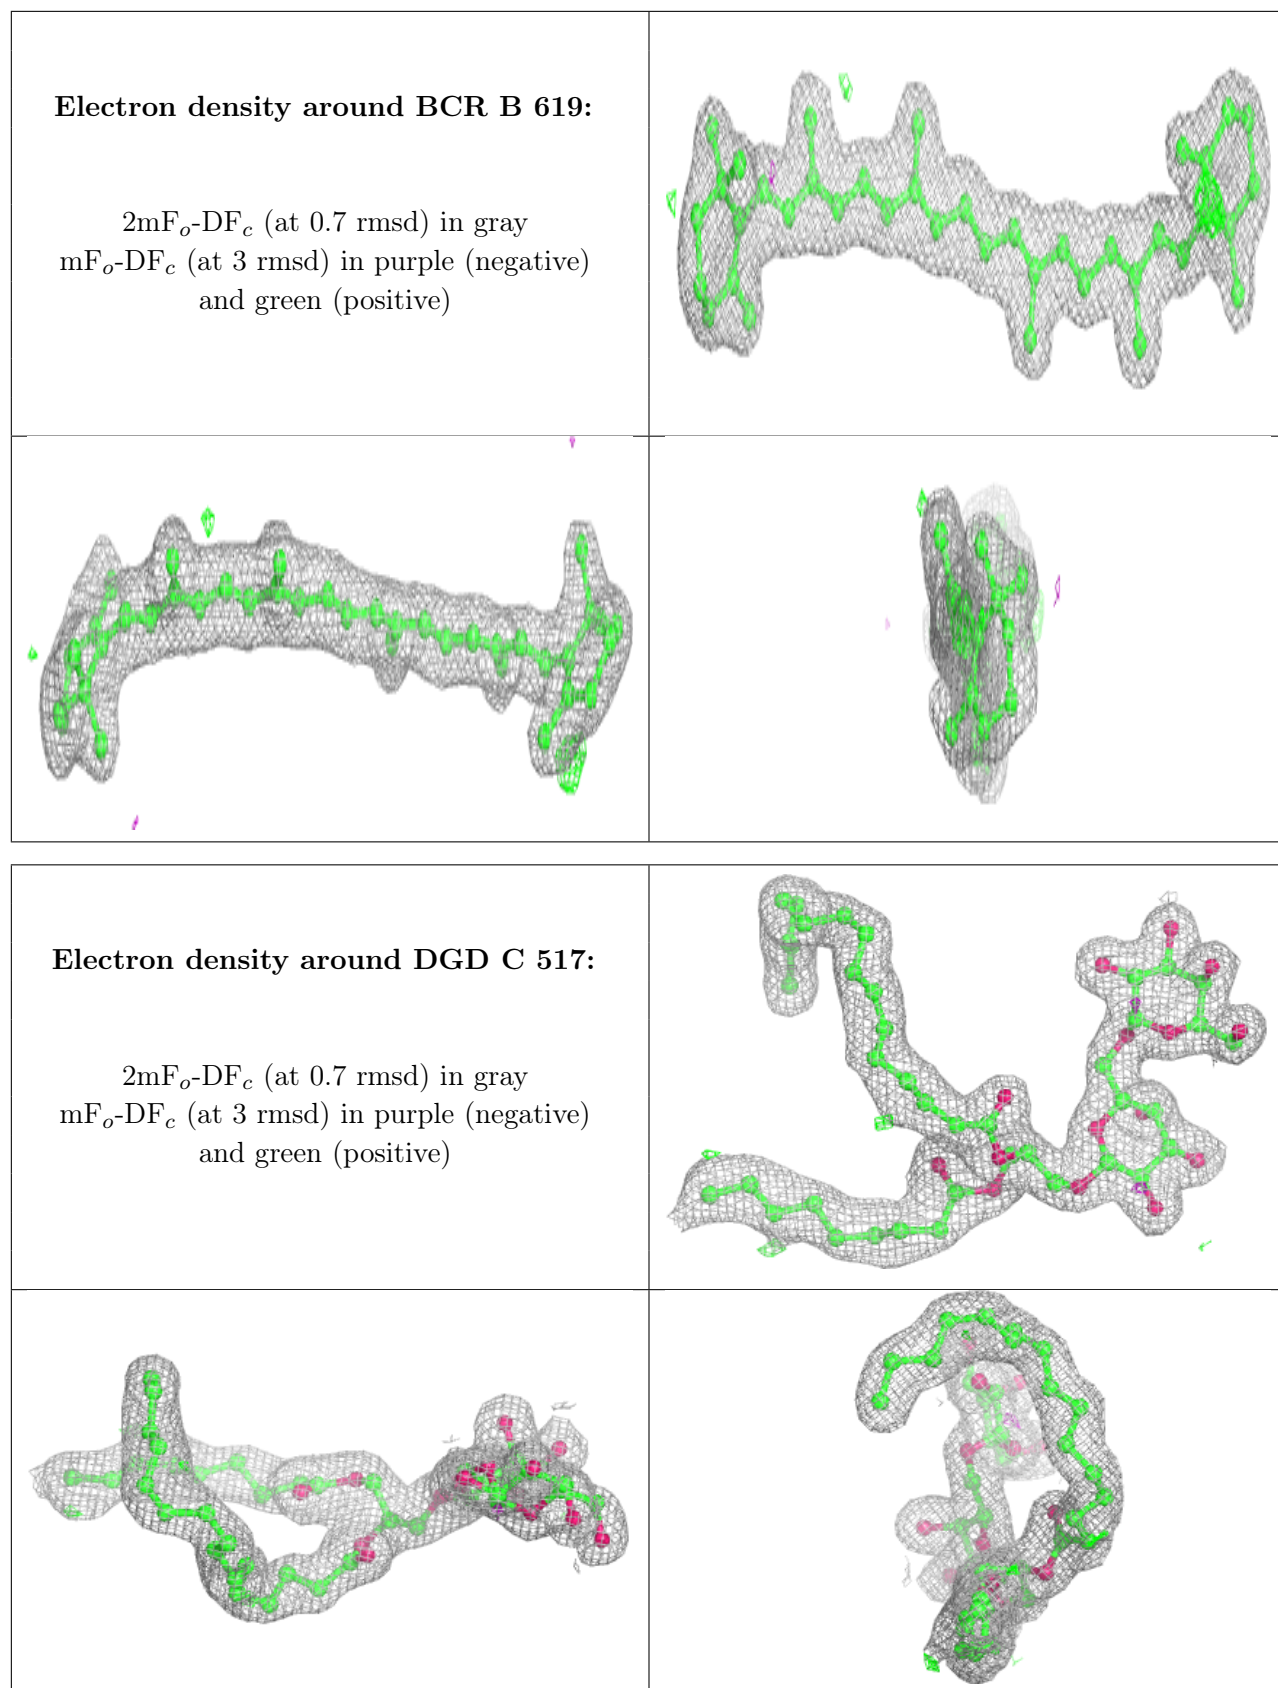 Electron density around BCR B 619:
2mFₒ-DF𝒸 (at 0.7 rmsd) in gray
mFₒ-DF𝒸 (at 3 rmsd) in purple (negative)
and green (positive)
Electron density around DGD C 517:
2mFₒ-DF𝒸 (at 0.7 rmsd) in gray
mFₒ-DF𝒸 (at 3 rmsd) in purple (negative)
and green (positive)